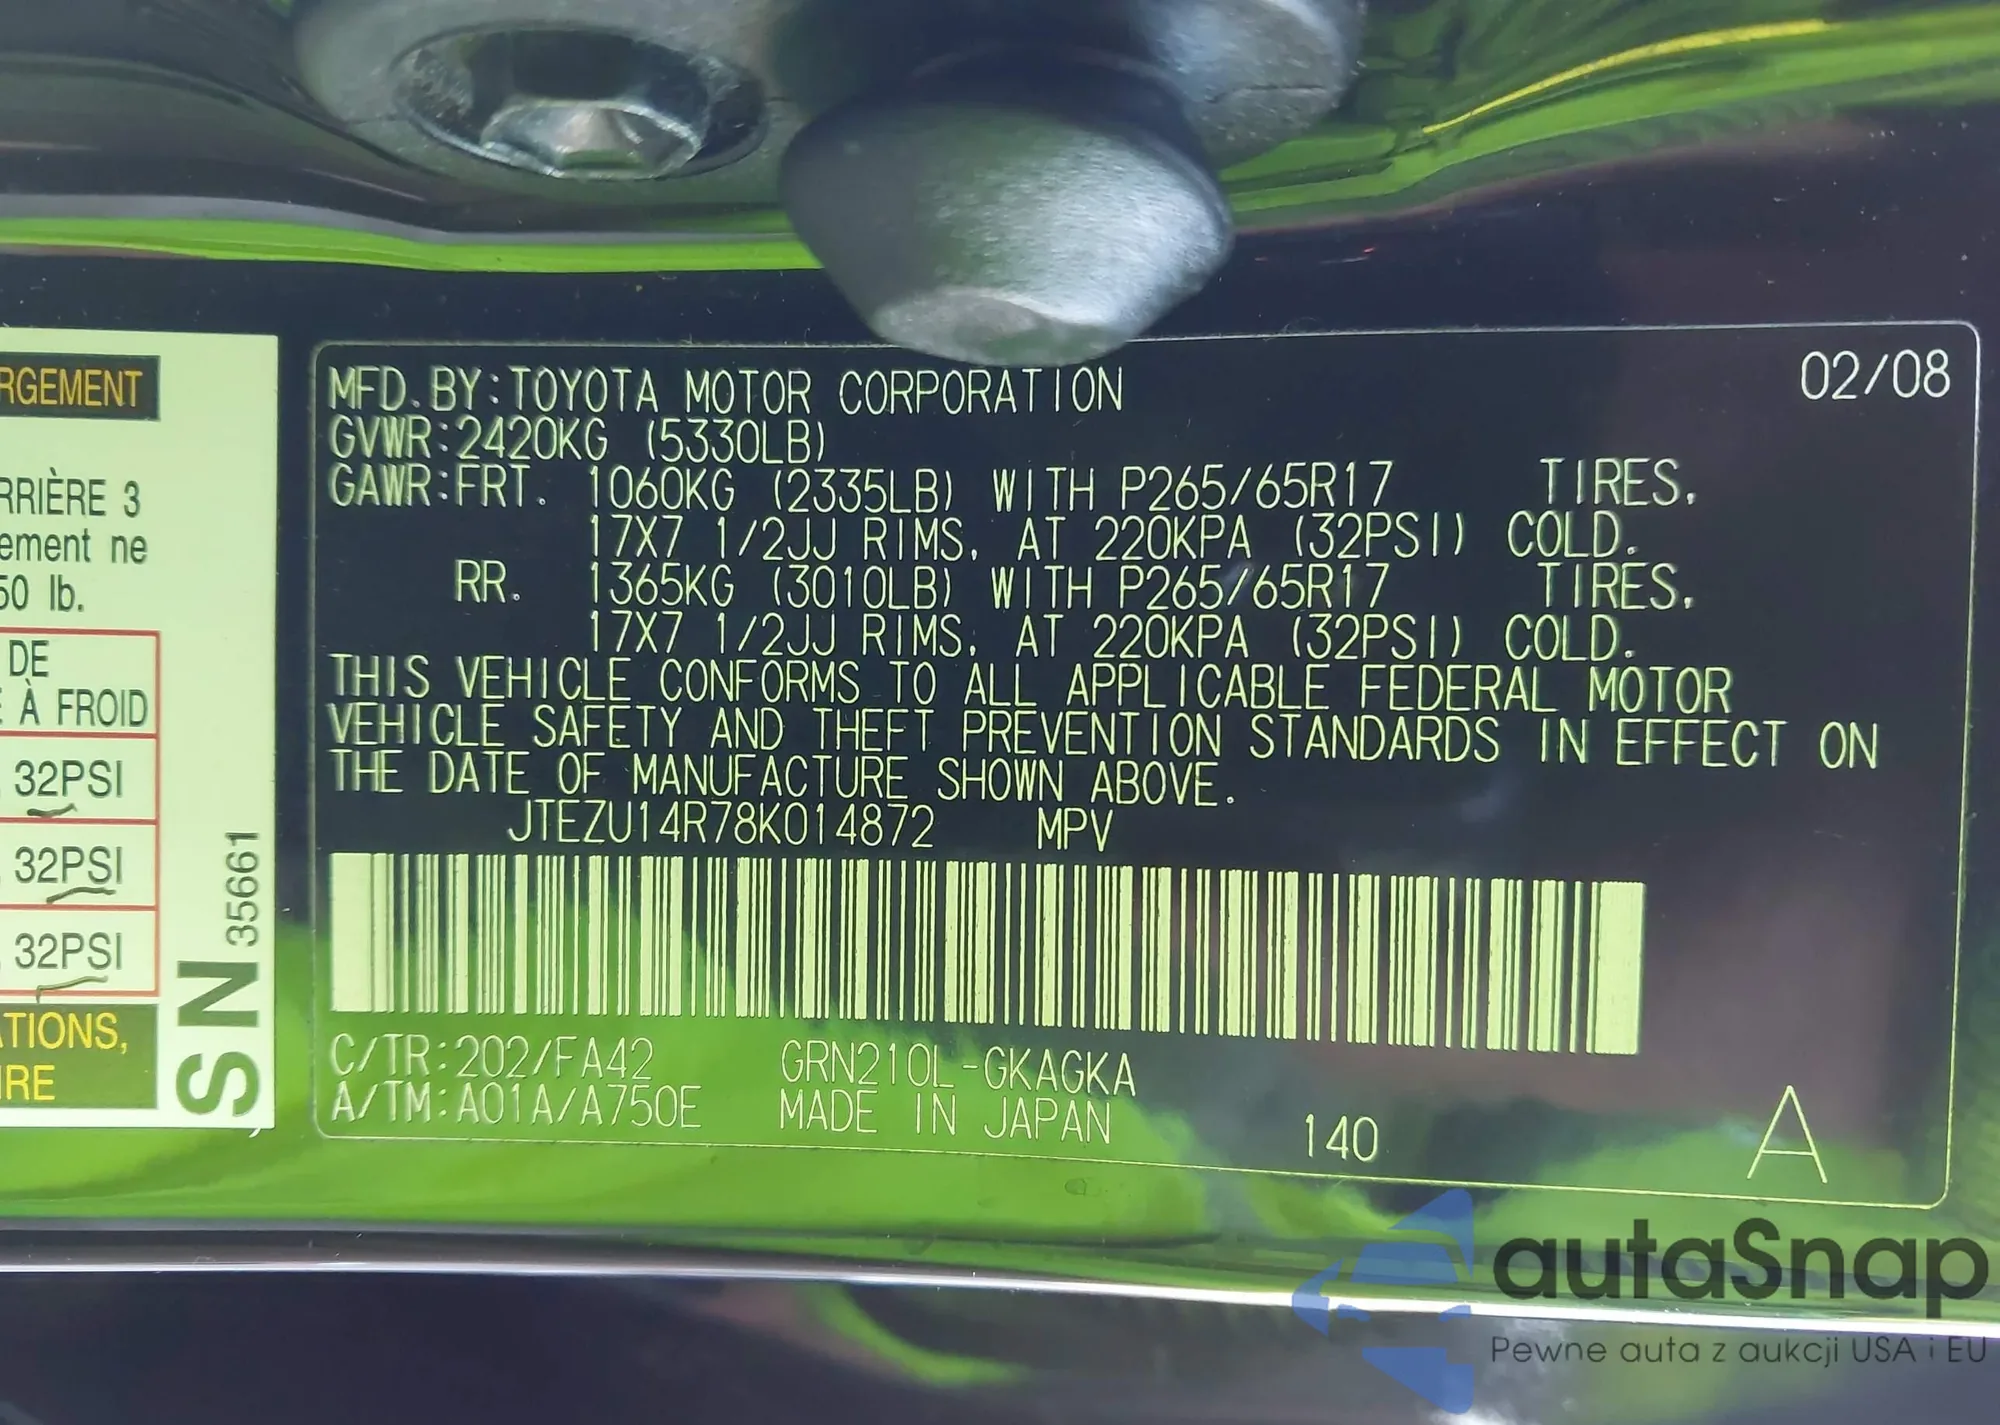 RGEMENT
RRIÈRE 3
ement ne
50 lb.
DE
À FROID
32PSI
32PSI
32PSI
ATIONS,
IRE
SN 35661
02/08
MFD. BY:TOYOTA MOTOR CORPORATION
GVWR:2420KG (5330LB)
GAWR:FRT. 1060KG (2335LB) WITH P265/65R17 TIRES,
17X7 1/2JJ RIMS, AT 220KPA (32PSI) COLD.
RR. 1365KG (3010LB) WITH P265/65R17 TIRES,
17X7 1/2JJ RIMS, AT 220KPA (32PSI) COLD.
THIS VEHICLE CONFORMS TO ALL APPLICABLE FEDERAL MOTOR
VEHICLE SAFETY AND THEFT PREVENTION STANDARDS IN EFFECT ON
THE DATE OF MANUFACTURE SHOWN ABOVE.
JTEZU14R78K014872 MPV
C/TR:202/FA42 GRN210L-GKAGKA
A/TM:A01A/A750E MADE IN JAPAN
140
A
autaSnap
Pewne auta z aukcji USA i EU